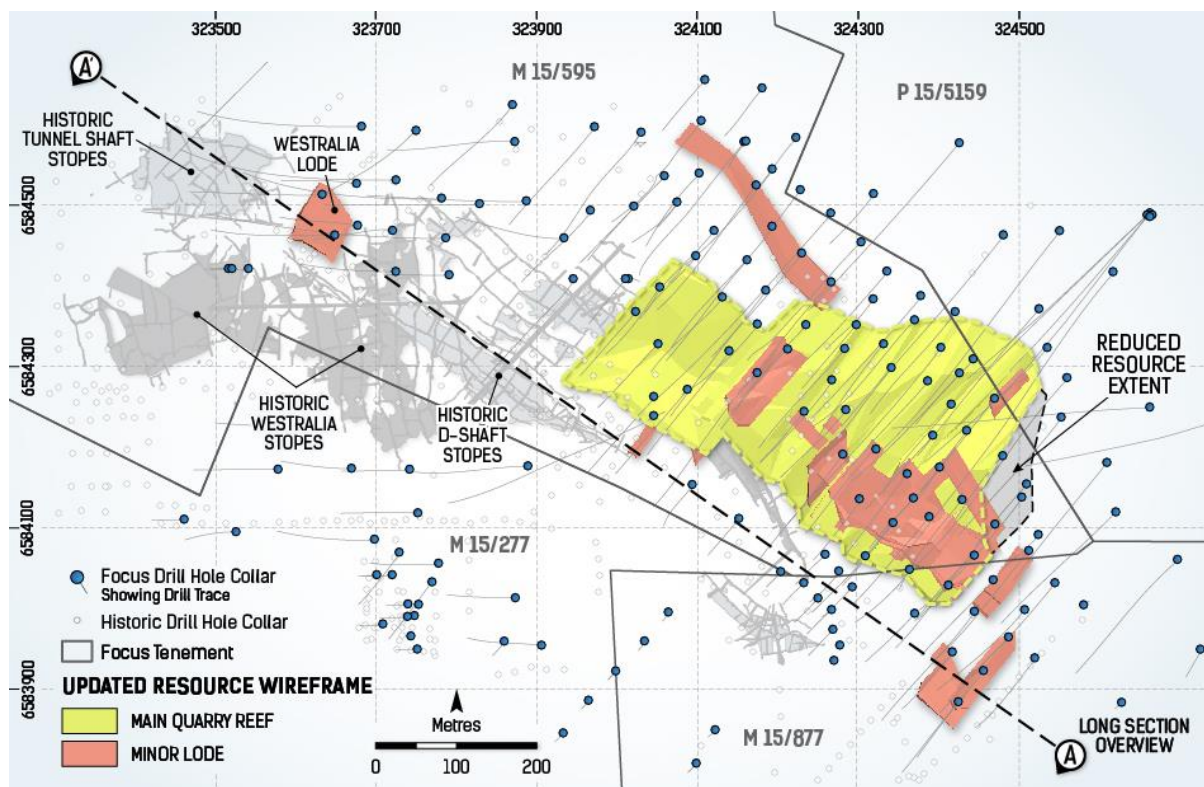 323500
323700
323900
324100
324300
324500
A'
M 15/595
P 15/5159
HISTORIC
TUNNEL SHAFT
STOPES
WESTRALIA
LODE
6584500
REDUCED
RESOURCE
EXTENT
6584300
HISTORIC
WESTRALIA
STOPES
HISTORIC
D-SHAFT
STOPES
6584100
M 15/277
Focus Drill Hole Collar
Showing Drill Trace
Historic Drill Hole Collar
Focus Tenement
UPDATED RESOURCE WIREFRAME
MAIN QUARRY REEF
MINOR LODE
6583900
Metres
0 100 200
M 15/877
LONG SECTION
OVERVIEW
A